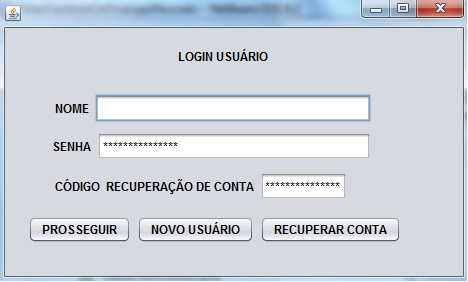 LOGIN USUÁRIO
NOME
SENHA ***************
CÓDIGO RECUPERAÇÃO DE CONTA ***************
PROSSEGUIR NOVO USUÁRIO RECUPERAR CONTA